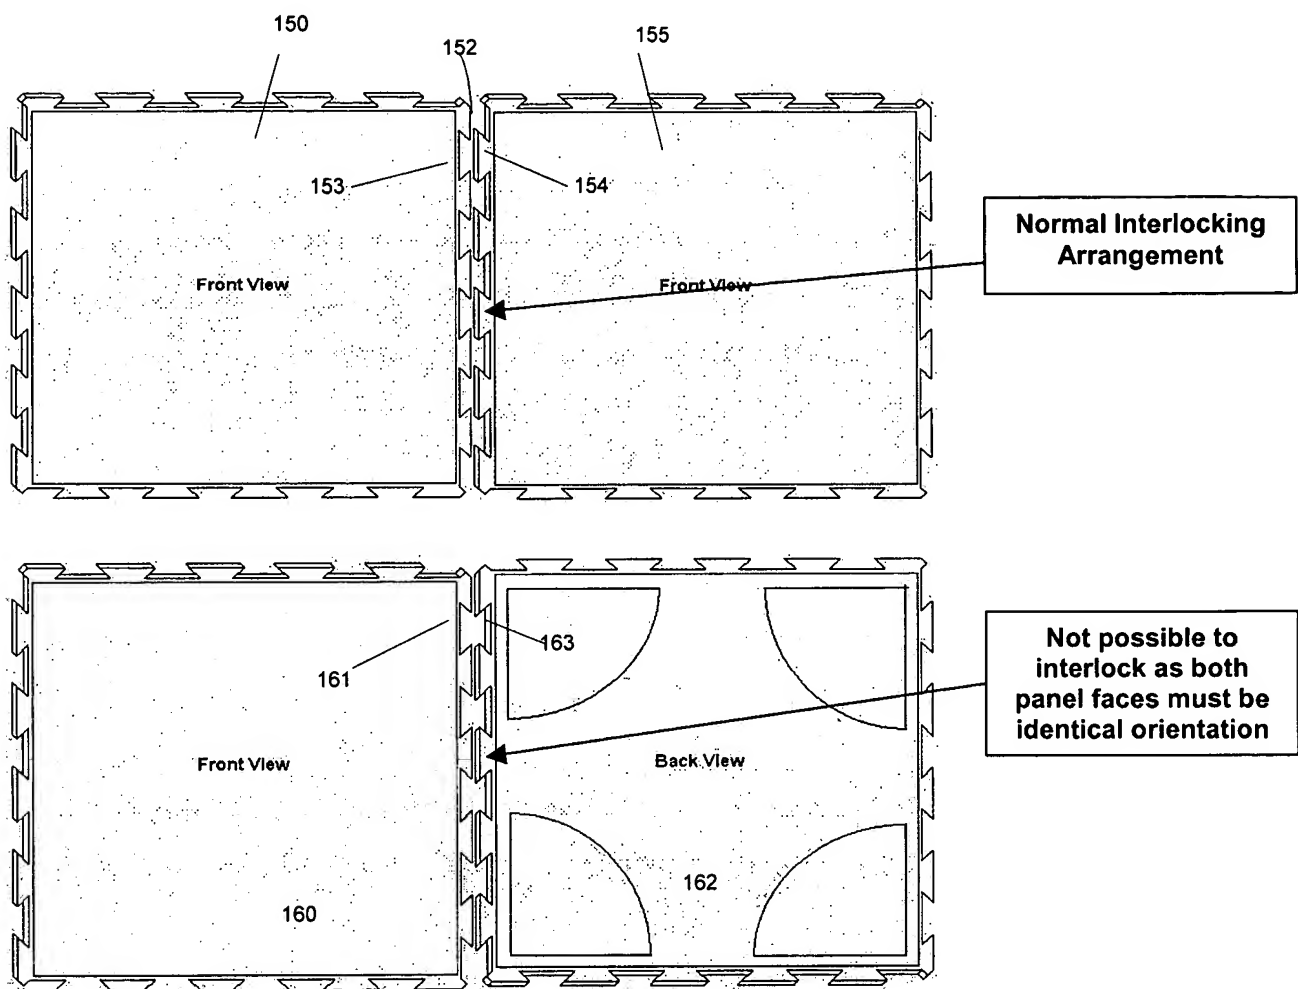 150
152
155
153
154
Normal Interlocking
Arrangement
Front View
Front View
163
161
Not possible to
interlock as both
panel faces must be
identical orientation
Front View
Back View
162
160